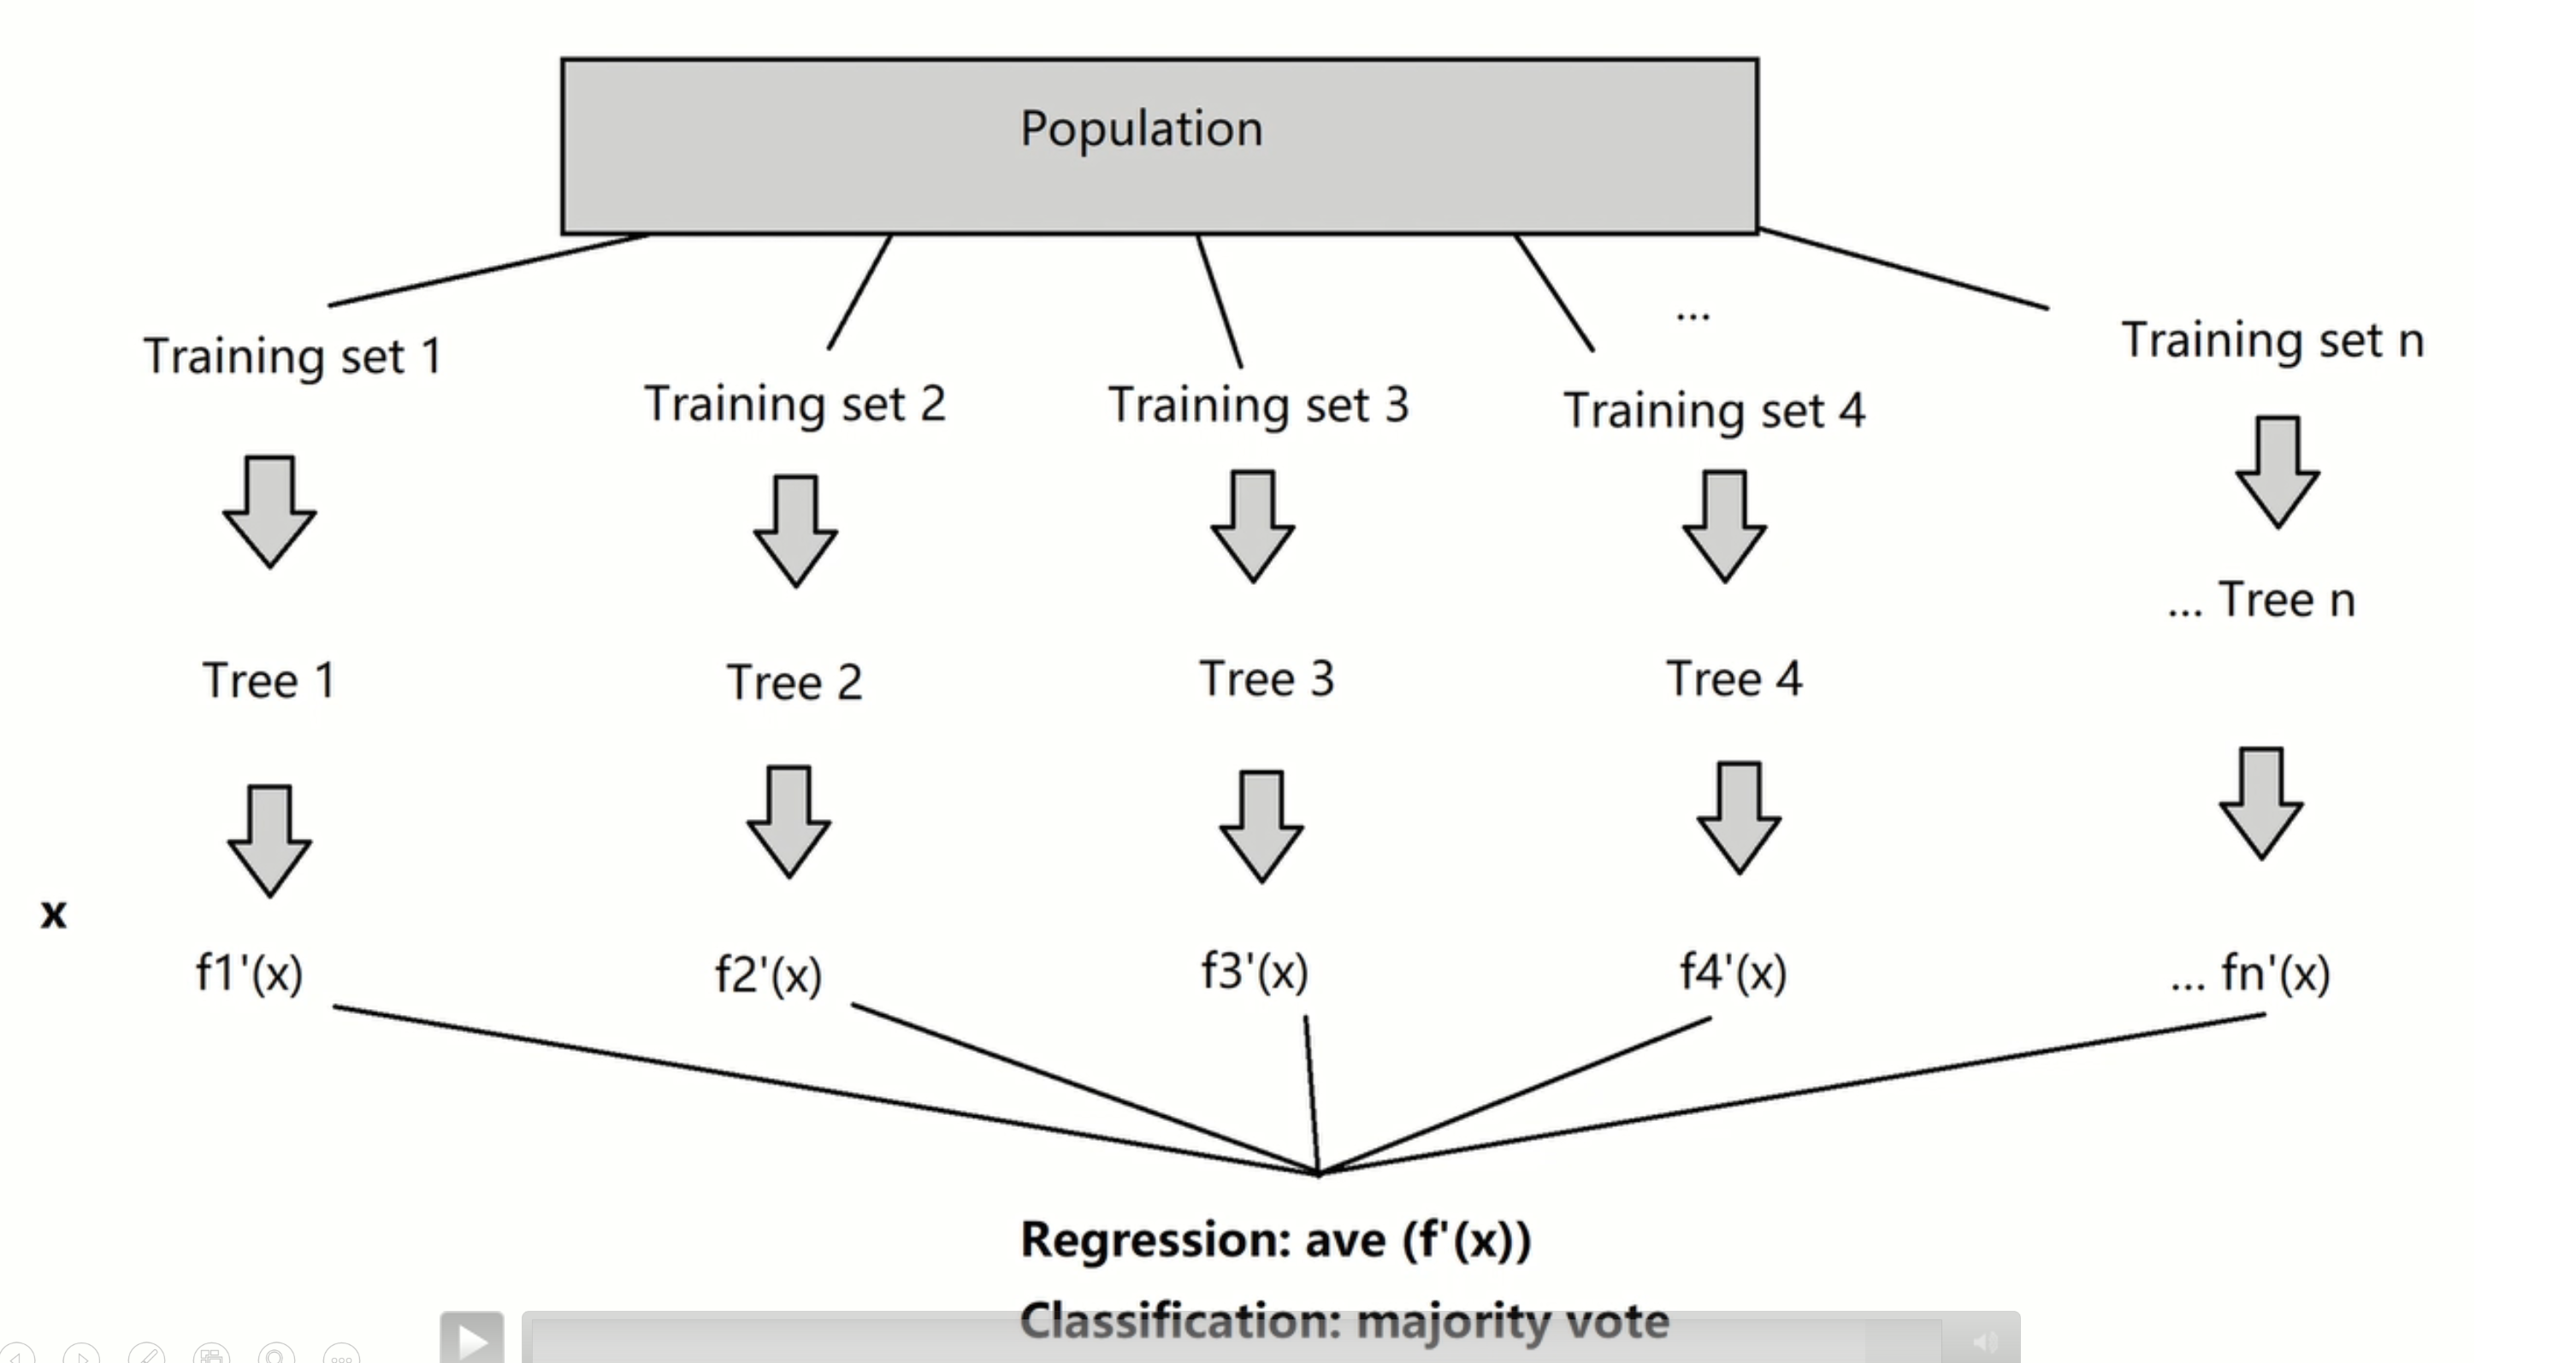 Population
...
Training set 1
Training set 2
Training set 3
Training set 4
Training set n
Tree 1
Tree 2
Tree 3
Tree 4
... Tree n
x
f1'(x)
f2'(x)
f3'(x)
f4'(x)
... fn'(x)
Regression: ave (f'(x))
Classification: majority vote